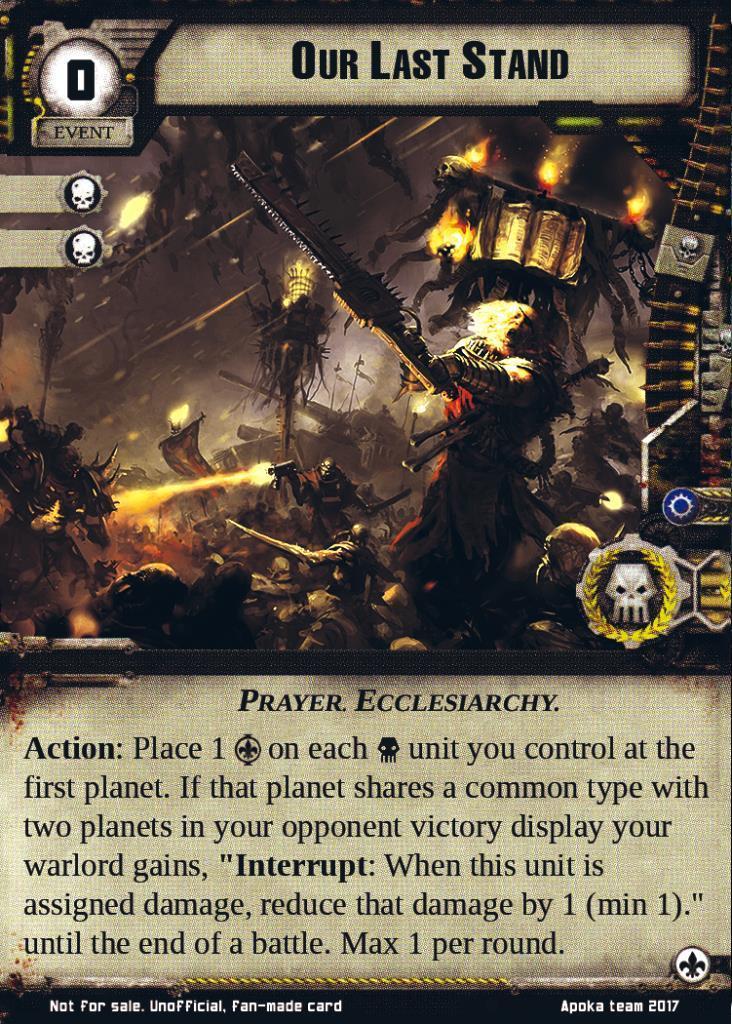 OUR LAST STAND
0
EVENT
PRAYER. ECCLESIARCHY.
Action: Place 1 on each unit you control at the
first planet. If that planet shares a common type with
two planets in your opponent victory display your
warlord gains, "Interrupt: When this unit is
assigned damage, reduce that damage by 1 (min 1)."
until the end of a battle. Max 1 per round.
Not for sale. Unofficial, fan-made card
Apoka team 2017